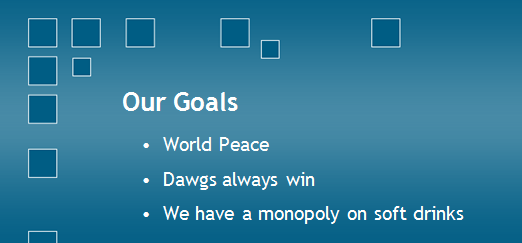 Our Goals
• World Peace
• Dawgs always win
• We have a monopoly on soft drinks